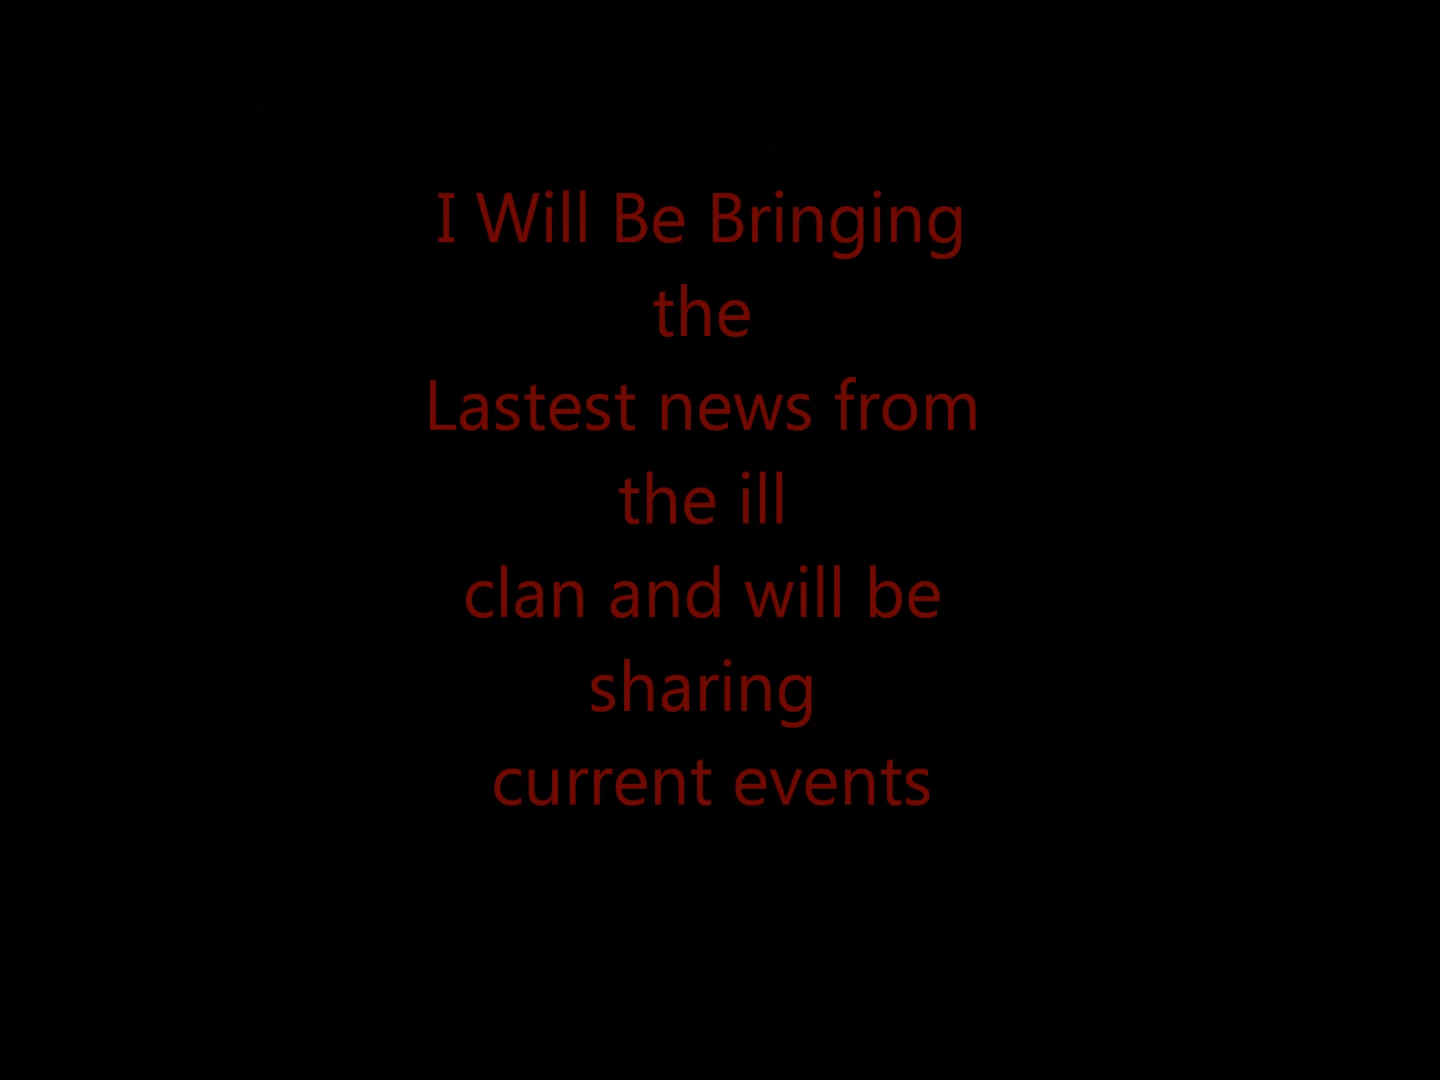 I Will Be Bringing
the
Lastest news from
the ill
clan and will be
sharing
current events